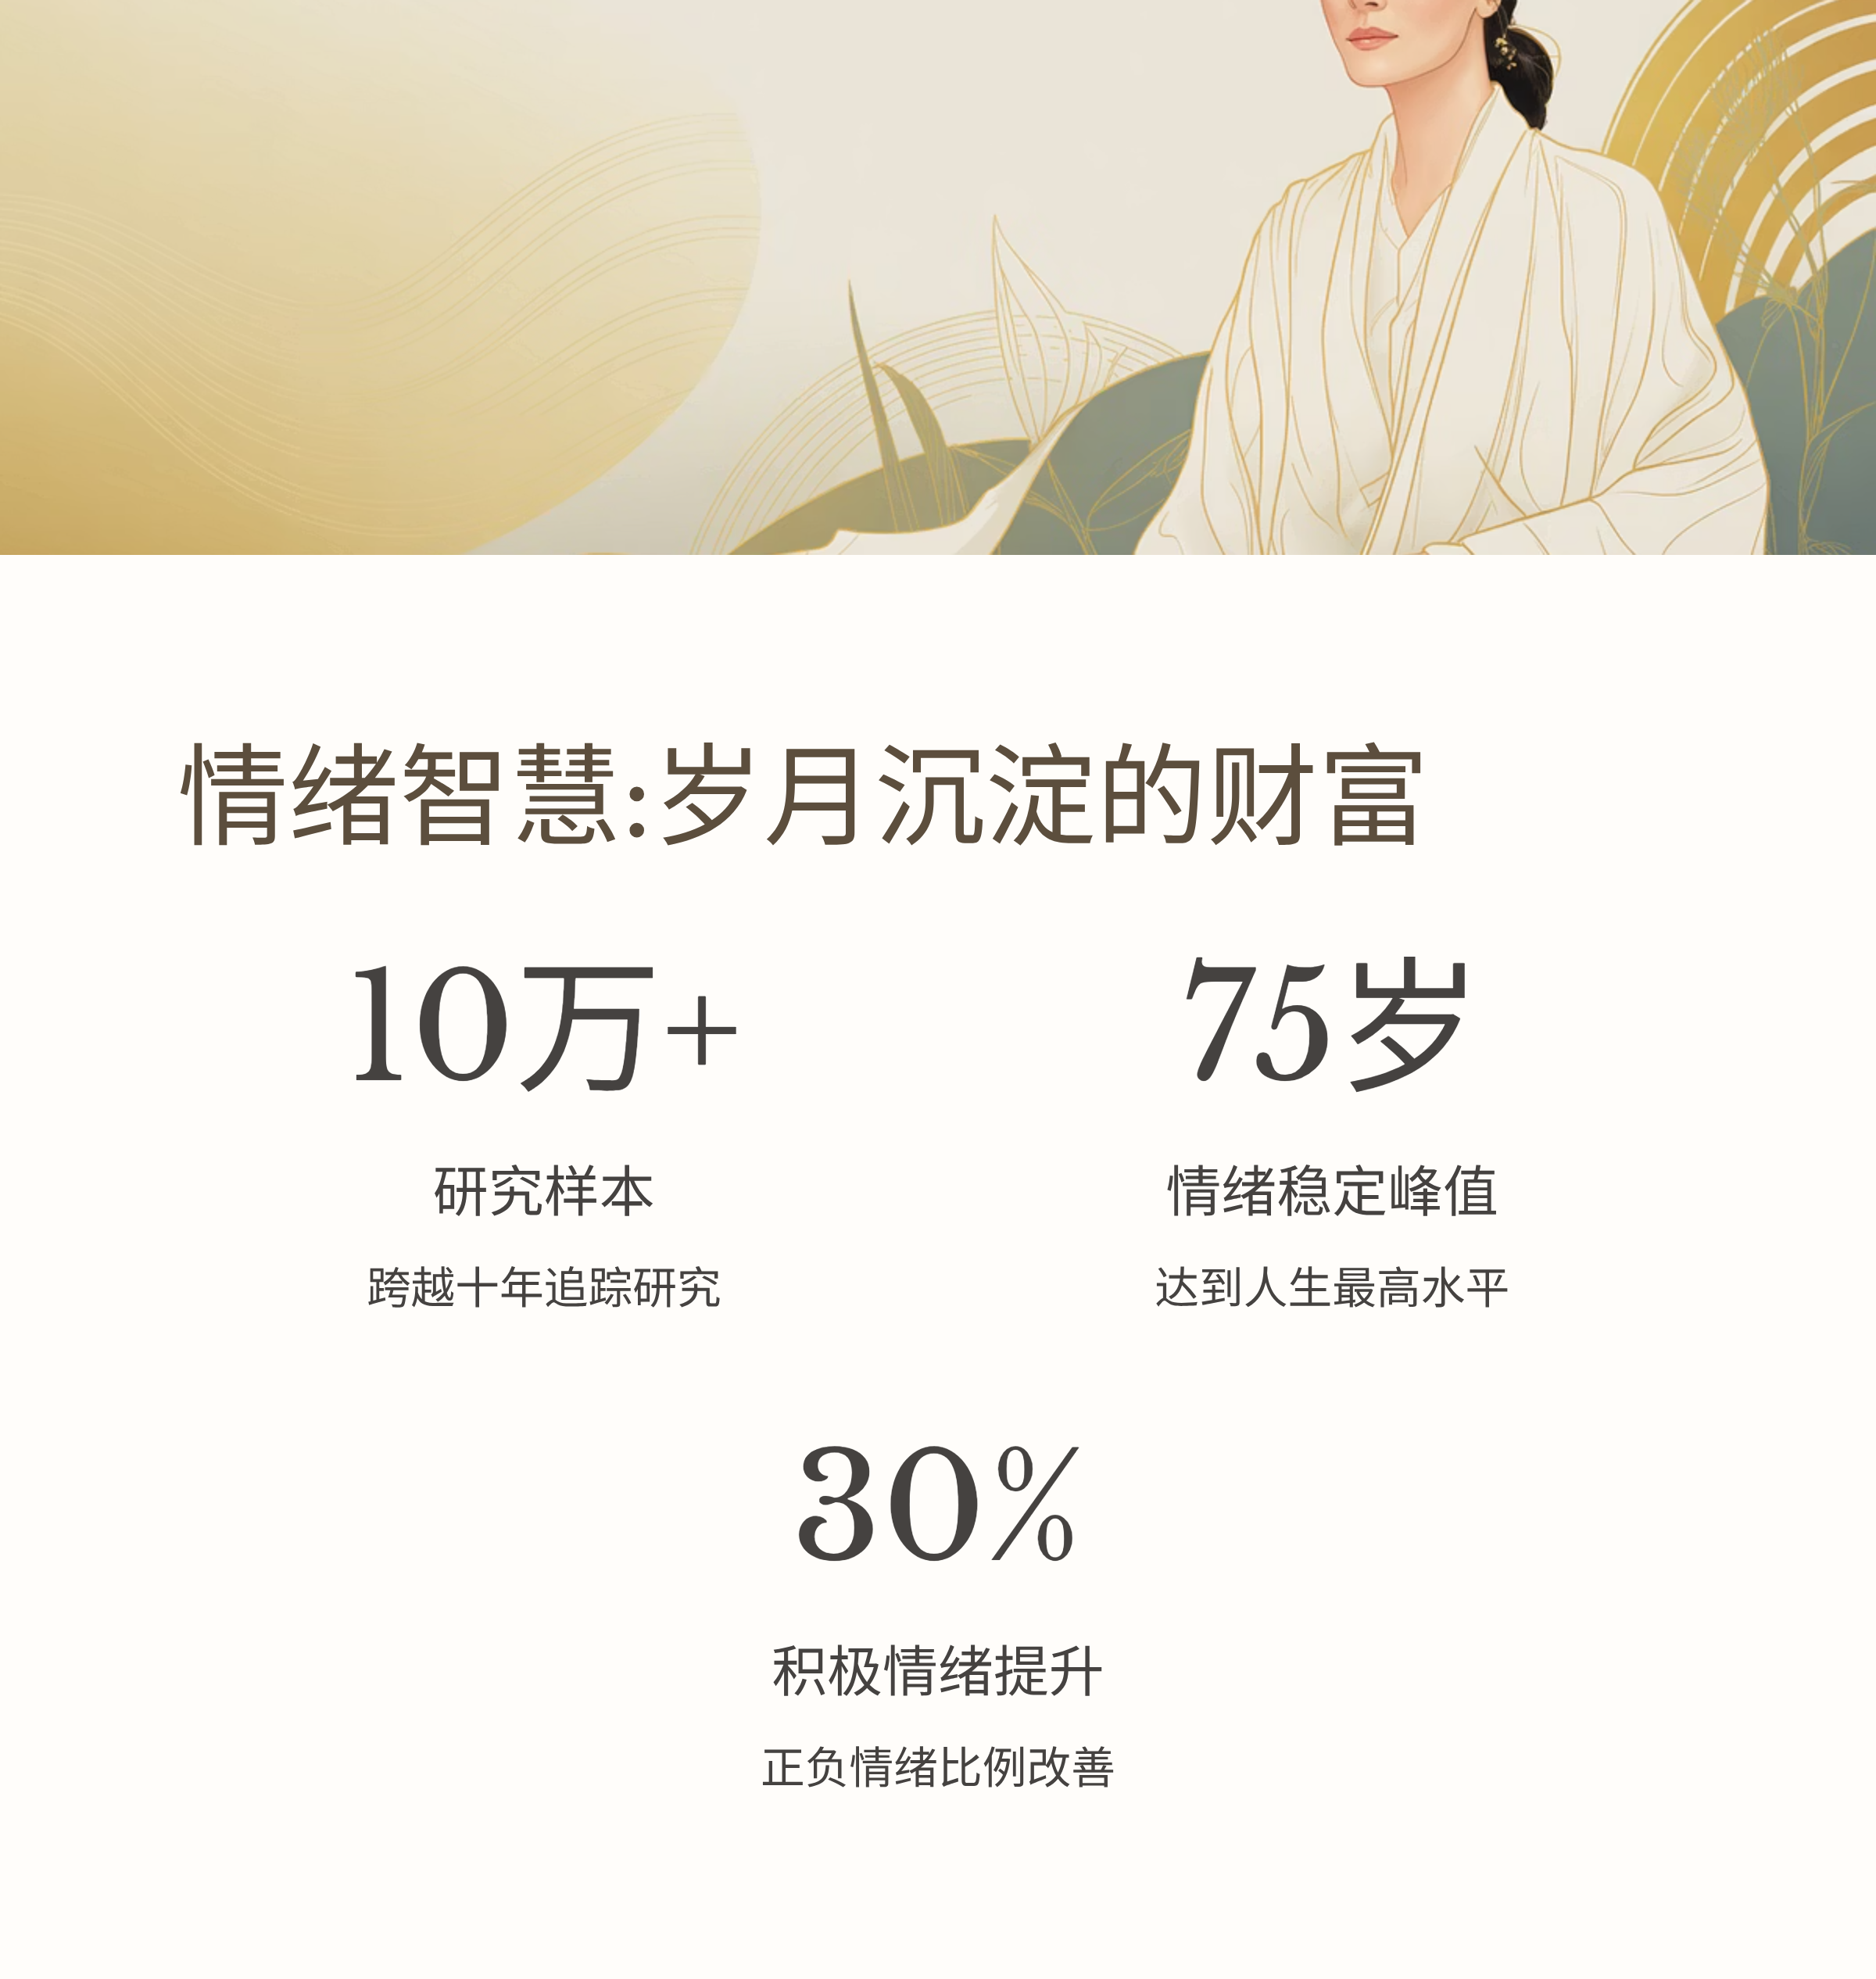 情绪智慧:岁月沉淀的财富
10万+
75岁
研究样本
情绪稳定峰值
跨越十年追踪研究
达到人生最高水平
30%
积极情绪提升
正负情绪比例改善